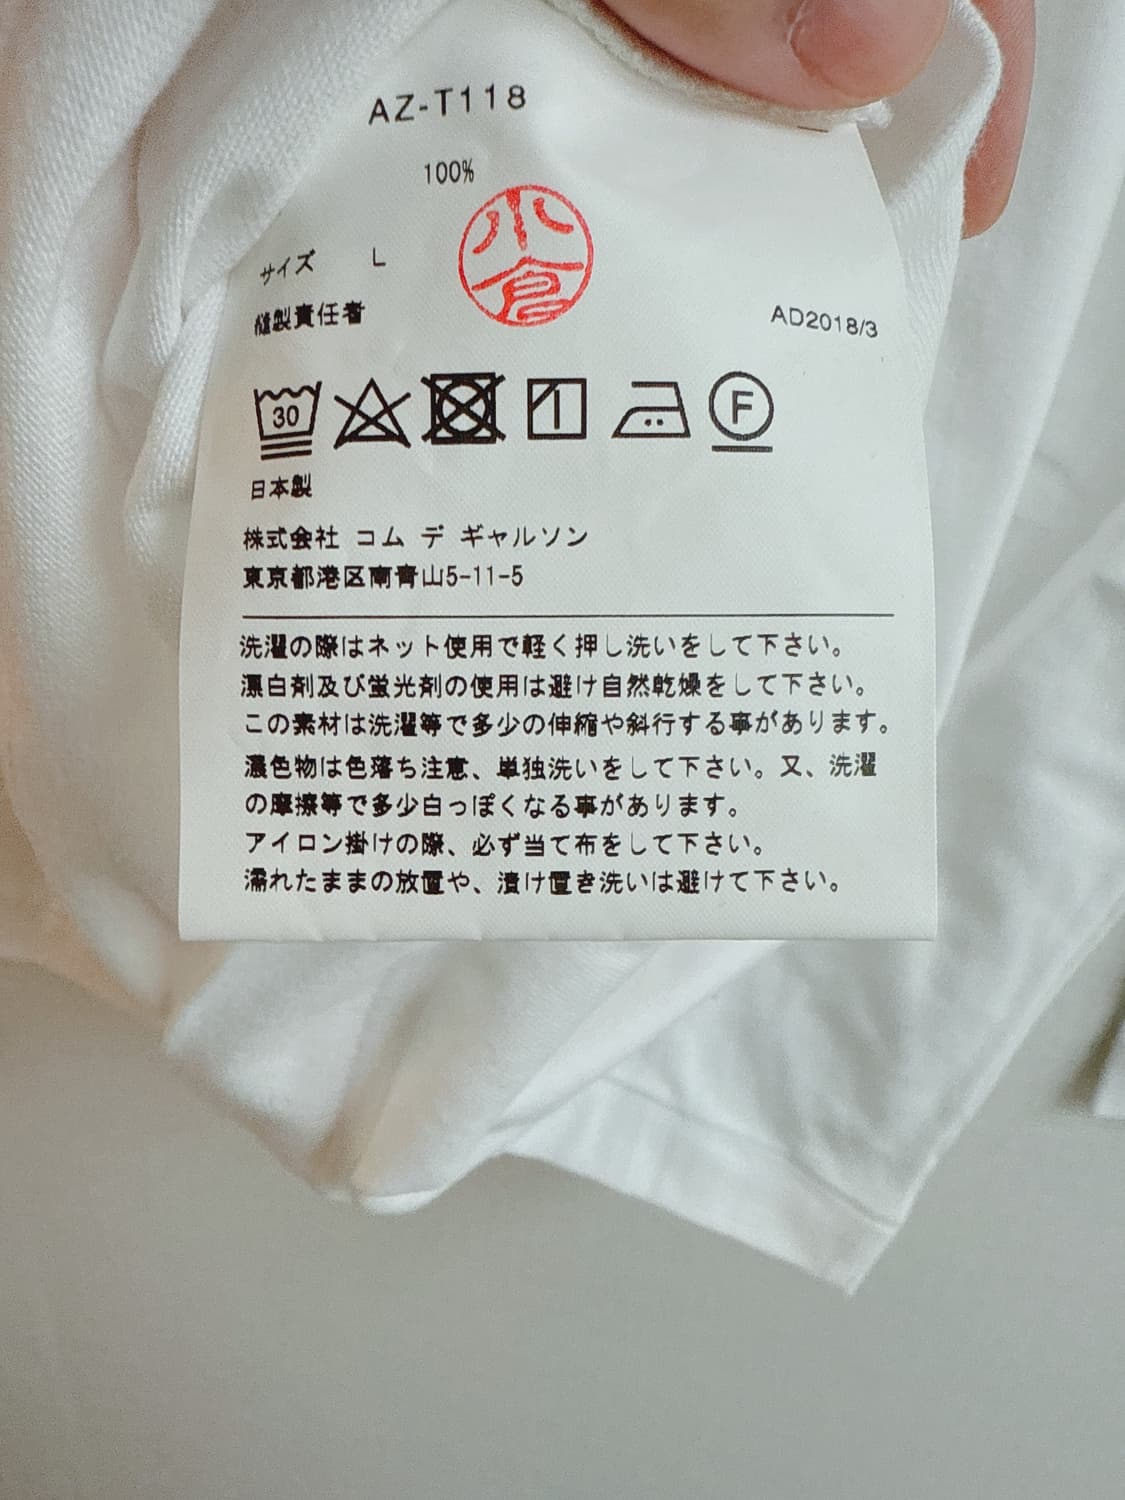 AZ-T118
100%
小倉
サイズ L
縫製責任者
AD2018/3
30
F
日本製
株式会社 コム デ ギャルソン
東京都港区南青山5-11-5
洗濯の際はネット使用で軽く押し洗いをして下さい。
漂白剤及び蛍光剤の使用は避け自然乾燥をして下さい。
この素材は洗濯等で多少の伸縮や斜行する事があります。
濃色物は色落ち注意、単独洗いをして下さい。又、洗濯
の摩擦等で多少白っぽくなる事があります。
アイロン掛けの際、必ず当て布をして下さい。
濡れたままの放置や、漬け置き洗いは避けて下さい。